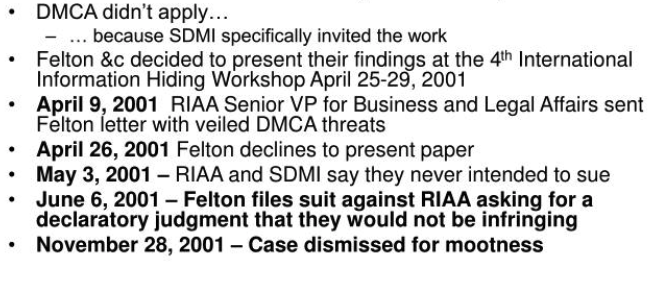 • DMCA didn't apply…
– … because SDMI specifically invited the work
• Felton &c decided to present their findings at the 4th International
Information Hiding Workshop April 25-29, 2001
• April 9, 2001  RIAA Senior VP for Business and Legal Affairs sent
Felton letter with veiled DMCA threats
• April 26, 2001 Felton declines to present paper
• May 3, 2001 – RIAA and SDMI say they never intended to sue
• June 6, 2001 – Felton files suit against RIAA asking for a
declaratory judgment that they would not be infringing
• November 28, 2001 – Case dismissed for mootness